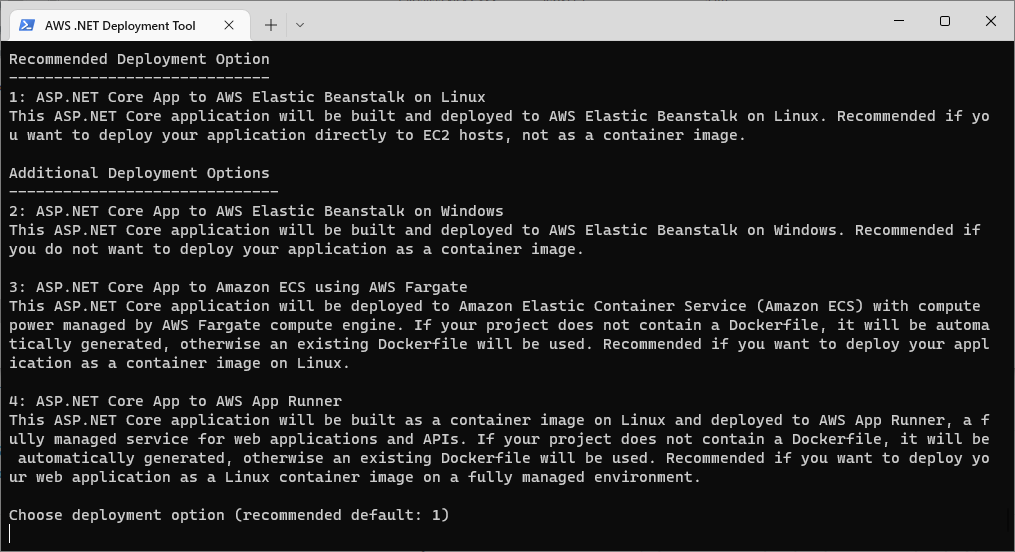 AWS .NET Deployment Tool
Recommended Deployment Option
-----------------------------
1: ASP.NET Core App to AWS Elastic Beanstalk on Linux
This ASP.NET Core application will be built and deployed to AWS Elastic Beanstalk on Linux. Recommended if yo
u want to deploy your application directly to EC2 hosts, not as a container image.
Additional Deployment Options
------------------------------
2: ASP.NET Core App to AWS Elastic Beanstalk on Windows
This ASP.NET Core application will be built and deployed to AWS Elastic Beanstalk on Windows. Recommended if
you do not want to deploy your application as a container image.
3: ASP.NET Core App to Amazon ECS using AWS Fargate
This ASP.NET Core application will be deployed to Amazon Elastic Container Service (Amazon ECS) with compute
power managed by AWS Fargate compute engine. If your project does not contain a Dockerfile, it will be automa
tically generated, otherwise an existing Dockerfile will be used. Recommended if you want to deploy your appl
ication as a container image on Linux.
4: ASP.NET Core App to AWS App Runner
This ASP.NET Core application will be built as a container image on Linux and deployed to AWS App Runner, a f
ully managed service for web applications and APIs. If your project does not contain a Dockerfile, it will be
 automatically generated, otherwise an existing Dockerfile will be used. Recommended if you want to deploy yo
ur web application as a Linux container image on a fully managed environment.
Choose deployment option (recommended default: 1)